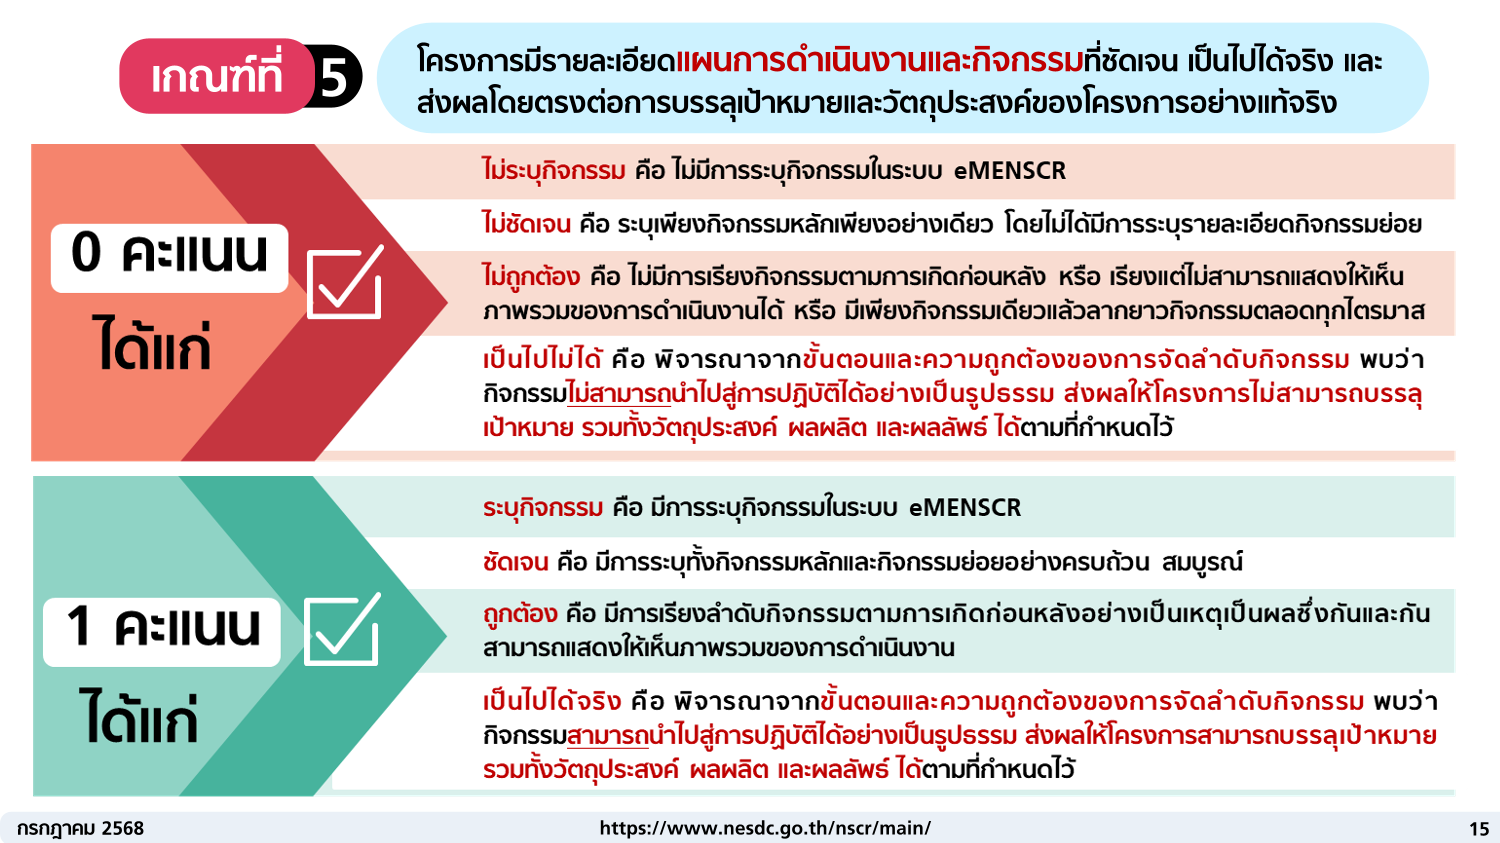 เกณฑ์ที่ 5
โครงการมีรายละเอียดแผนการดำเนินงานและกิจกรรมที่ชัดเจน เป็นไปได้จริง และ
ส่งผลโดยตรงต่อการบรรลุเป้าหมายและวัตถุประสงค์ของโครงการอย่างแท้จริง
0 คะแนน
ได้แก่
ไม่ระบุกิจกรรม คือ ไม่มีการระบุกิจกรรมในระบบ eMENSCR
ไม่ชัดเจน คือ ระบุเพียงกิจกรรมหลักเพียงอย่างเดียว โดยไม่ได้มีการระบุรายละเอียดกิจกรรมย่อย
ไม่ถูกต้อง คือ ไม่มีการเรียงกิจกรรมตามการเกิดก่อนหลัง หรือ เรียงแต่ไม่สามารถแสดงให้เห็น
ภาพรวมของการดำเนินงานได้ หรือ มีเพียงกิจกรรมเดียวแล้วลากยาวกิจกรรมตลอดทุกไตรมาส
เป็นไปไม่ได้ คือ พิจารณาจากขั้นตอนและความถูกต้องของการจัดลำดับกิจกรรม พบว่า
กิจกรรมไม่สามารถนำไปสู่การปฏิบัติได้อย่างเป็นรูปธรรม ส่งผลให้โครงการไม่สามารถบรรลุ
เป้าหมาย รวมทั้งวัตถุประสงค์ ผลผลิต และผลลัพธ์ ได้ตามที่กำหนดไว้
1 คะแนน
ได้แก่
ระบุกิจกรรม คือ มีการระบุกิจกรรมในระบบ eMENSCR
ชัดเจน คือ มีการระบุทั้งกิจกรรมหลักและกิจกรรมย่อยอย่างครบถ้วน สมบูรณ์
ถูกต้อง คือ มีการเรียงลำดับกิจกรรมตามการเกิดก่อนหลังอย่างเป็นเหตุเป็นผลซึ่งกันและกัน
สามารถแสดงให้เห็นภาพรวมของการดำเนินงาน
เป็นไปได้จริง คือ พิจารณาจากขั้นตอนและความถูกต้องของการจัดลำดับกิจกรรม พบว่า
กิจกรรมสามารถนำไปสู่การปฏิบัติได้อย่างเป็นรูปธรรม ส่งผลให้โครงการสามารถบรรลุเป้าหมาย
รวมทั้งวัตถุประสงค์ ผลผลิต และผลลัพธ์ ได้ตามที่กำหนดไว้
กรกฎาคม 2568
https://www.nesdc.go.th/nscr/main/
15